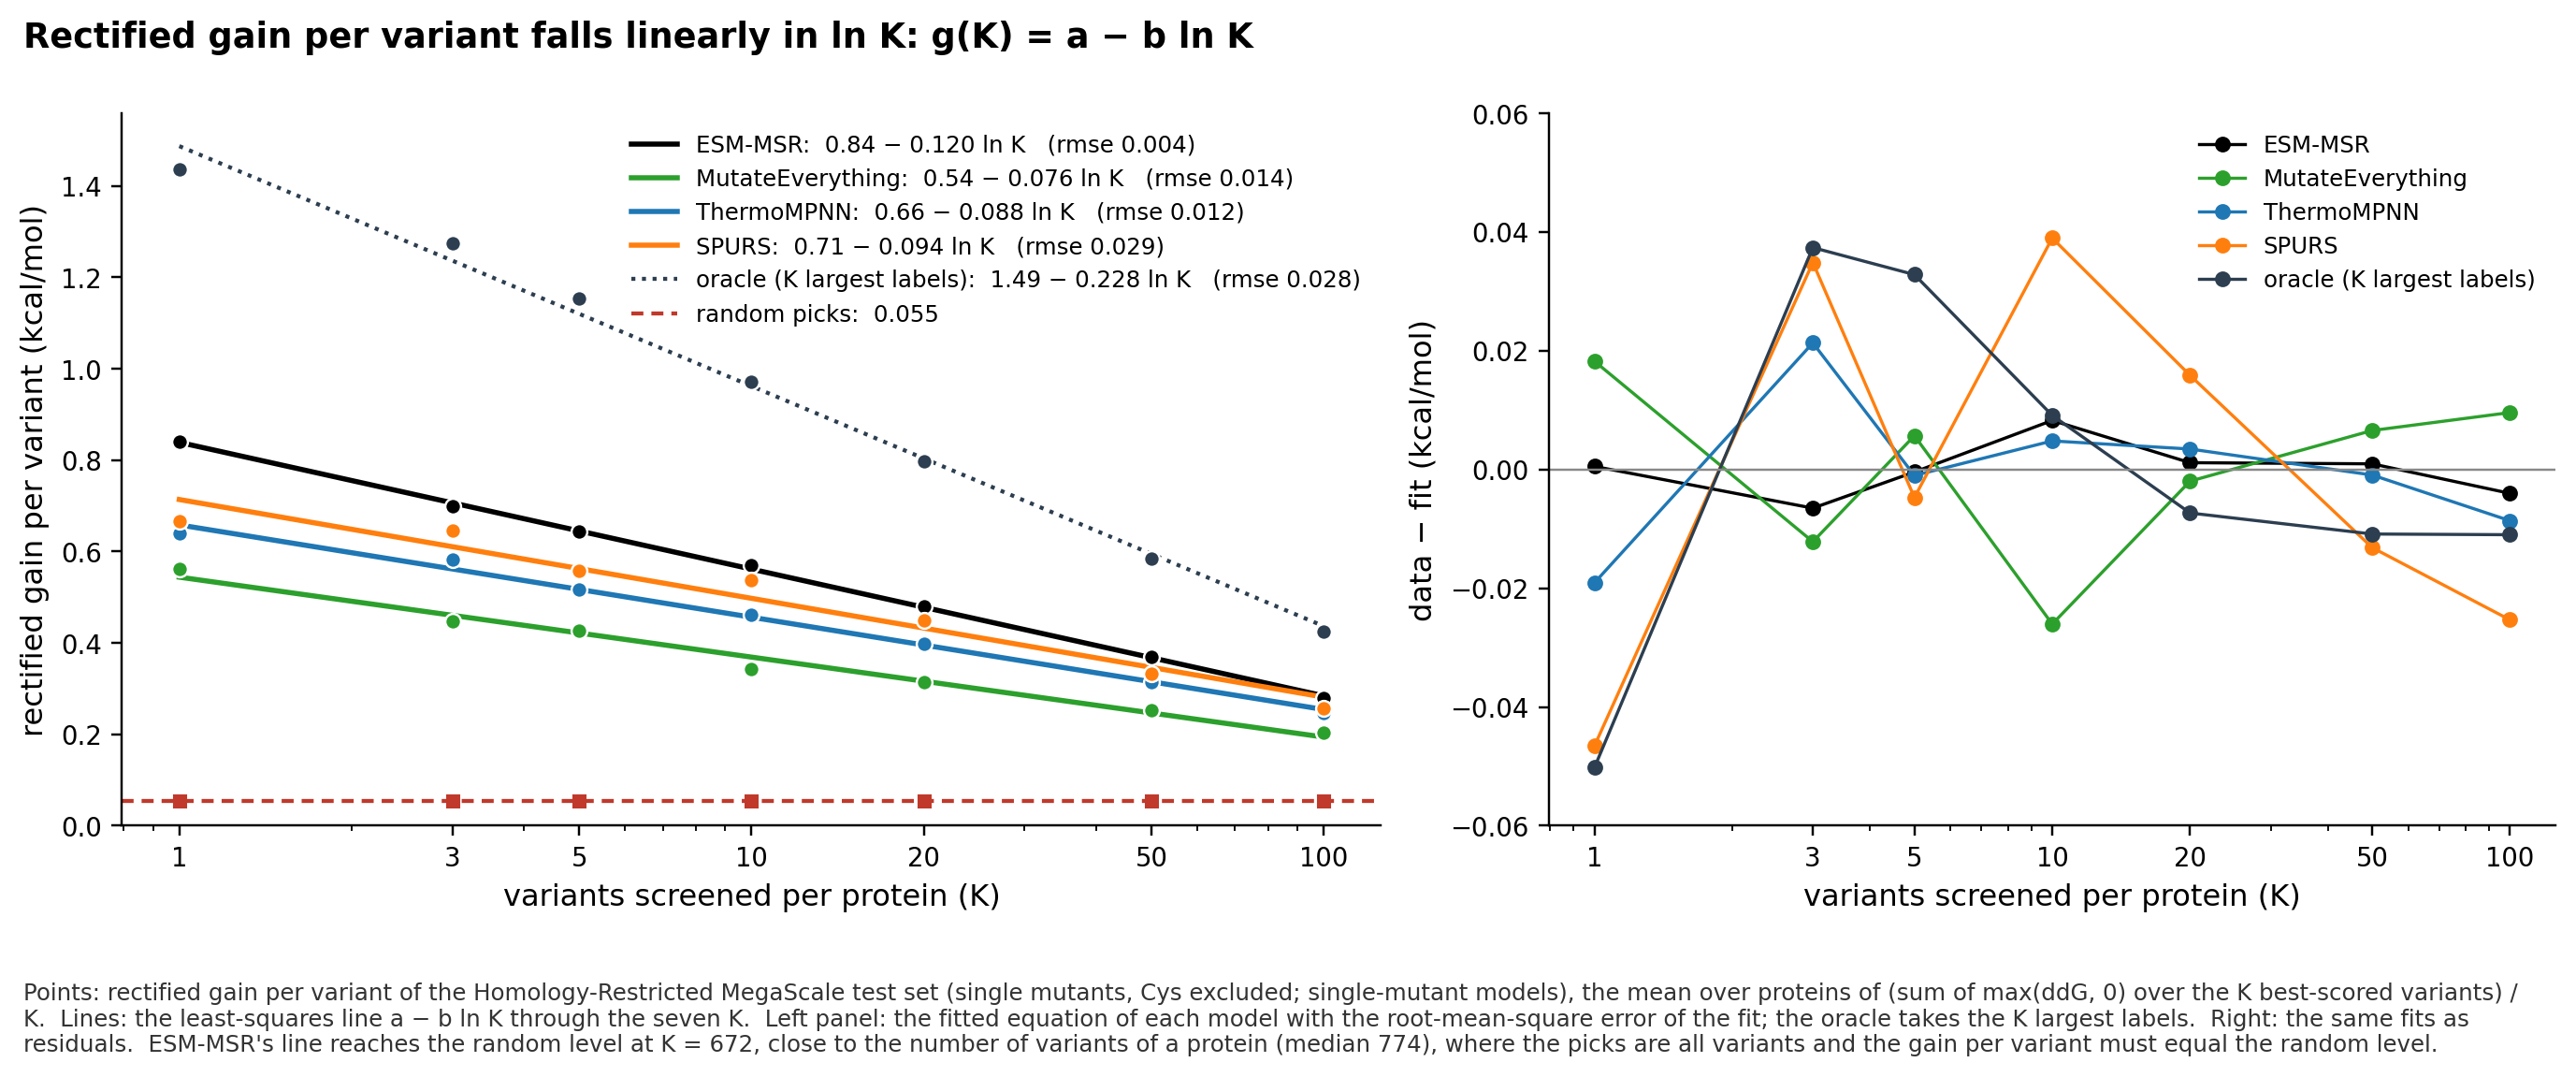 Rectified gain per variant falls linearly in ln K: g(K) = a − b ln K
rectified gain per variant (kcal/mol)
1.4
1.2
1.0
0.8
0.6
0.4
0.2
0.0
ESM-MSR:  0.84 − 0.120 ln K   (rmse 0.004)
MutateEverything:  0.54 − 0.076 ln K   (rmse 0.014)
ThermoMPNN:  0.66 − 0.088 ln K   (rmse 0.012)
SPURS:  0.71 − 0.094 ln K   (rmse 0.029)
oracle (K largest labels):  1.49 − 0.228 ln K   (rmse 0.028)
random picks:  0.055
1 3 5 10 20 50 100
variants screened per protein (K)
data − fit (kcal/mol)
0.06
0.04
0.02
0.00
−0.02
−0.04
−0.06
ESM-MSR
MutateEverything
ThermoMPNN
SPURS
oracle (K largest labels)
1 3 5 10 20 50 100
variants screened per protein (K)
Points: rectified gain per variant of the Homology-Restricted MegaScale test set (single mutants, Cys excluded; single-mutant models), the mean over proteins of (sum of max(ddG, 0) over the K best-scored variants) /
K.  Lines: the least-squares line a − b ln K through the seven K.  Left panel: the fitted equation of each model with the root-mean-square error of the fit; the oracle takes the K largest labels.  Right: the same fits as
residuals.  ESM-MSR's line reaches the random level at K = 672, close to the number of variants of a protein (median 774), where the picks are all variants and the gain per variant must equal the random level.